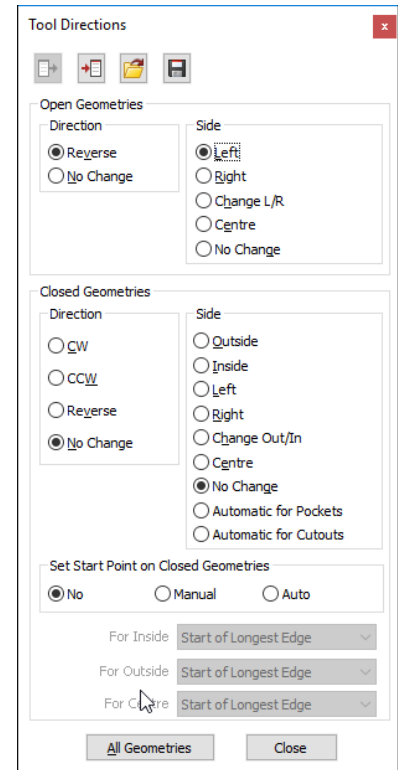 Tool Directions
x
Open Geometries
Direction
Reverse
No Change
Side
Left
Right
Change L/R
Centre
No Change
Closed Geometries
Direction
CW
CCW
Reverse
No Change
Side
Outside
Inside
Left
Right
Change Out/In
Centre
No Change
Automatic for Pockets
Automatic for Cutouts
Set Start Point on Closed Geometries
No Manual Auto
For Inside Start of Longest Edge
For Outside Start of Longest Edge
For Centre Start of Longest Edge
All Geometries Close